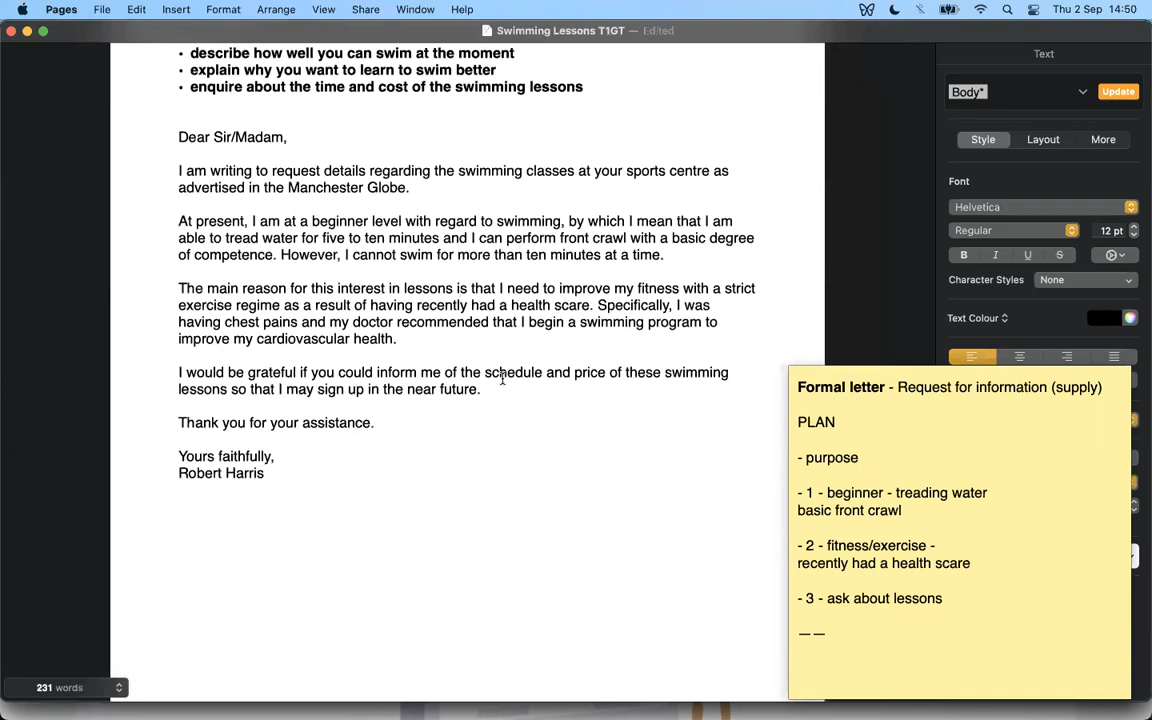 Pages File Edit Insert Format Arrange View Share Window Help Thu 2 Sep 14:50
Swimming Lessons T1GT — Edited
• describe how well you can swim at the moment
• explain why you want to learn to swim better
• enquire about the time and cost of the swimming lessons
Dear Sir/Madam,
I am writing to request details regarding the swimming classes at your sports centre as
advertised in the Manchester Globe.
At present, I am at a beginner level with regard to swimming, by which I mean that I am
able to tread water for five to ten minutes and I can perform front crawl with a basic degree
of competence. However, I cannot swim for more than ten minutes at a time.
The main reason for this interest in lessons is that I need to improve my fitness with a strict
exercise regime as a result of having recently had a health scare. Specifically, I was
having chest pains and my doctor recommended that I begin a swimming program to
improve my cardiovascular health.
I would be grateful if you could inform me of the schedule and price of these swimming
lessons so that I may sign up in the near future.
Thank you for your assistance.
Yours faithfully,
Robert Harris
231 words
Text
Body*
Update
Style Layout More
Font
Helvetica
Regular 12 pt
B I U S
Character Styles None
Text Colour
Formal letter - Request for information (supply)
PLAN
- purpose
- 1 - beginner - treading water
basic front crawl
- 2 - fitness/exercise -
recently had a health scare
- 3 - ask about lessons
——